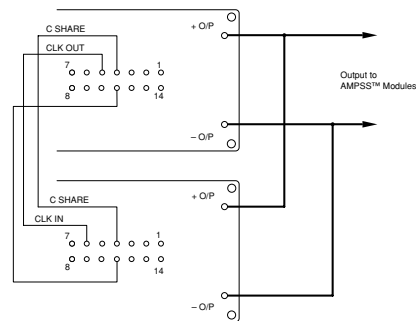 C SHARE
+ O/P
CLK OUT
7 1
8 14
Output to
AMPSS™ Modules
– O/P
C SHARE
+ O/P
CLK IN
7 1
8 14
– O/P